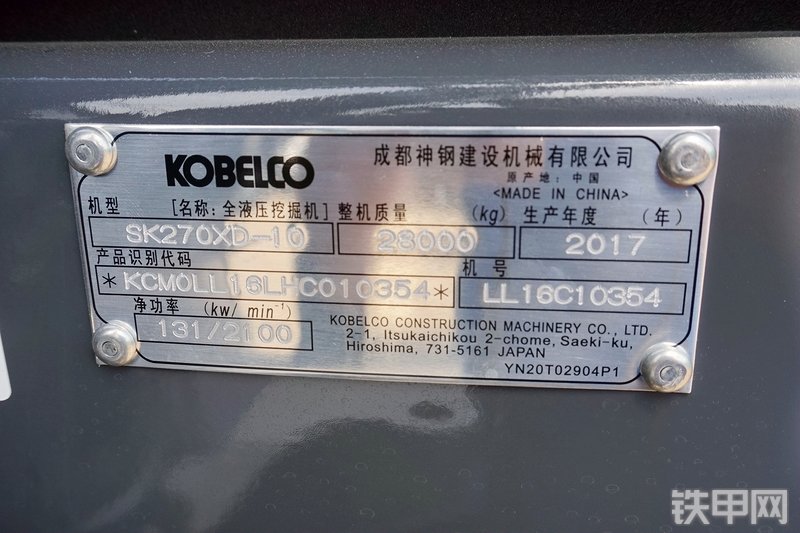 KOBELCO 成都神钢建设机械有限公司
原产地: 中国
<MADE IN CHINA>
机型 [名称: 全液压挖掘机] 整机质量 (kg) 生产年度 (年)
SK270XD-10 23000 2017
产品识别代码 机号
*KCM0LL16LHC010354* LL16C10354
净功率 (kw/ min⁻¹)
131/2100
KOBELCO CONSTRUCTION MACHINERY CO., LTD.
2-1, Itsukaichikou 2-chome, Saeki-ku,
Hiroshima, 731-5161 JAPAN
YN20T02904P1
铁甲网